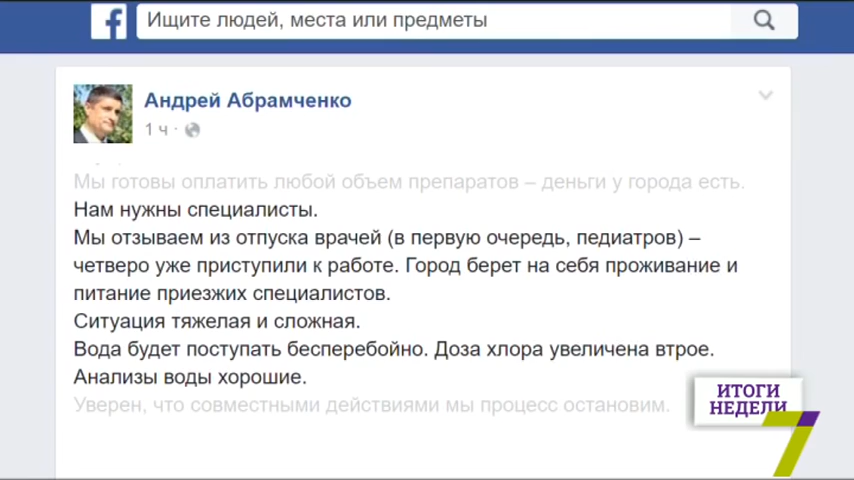 Ищите людей, места или предметы
Андрей Абрамченко
1 ч ·
Мы готовы оплатить любой объем препаратов – деньги у города есть.
Нам нужны специалисты.
Мы отзываем из отпуска врачей (в первую очередь, педиатров) –
четверо уже приступили к работе. Город берет на себя проживание и
питание приезжих специалистов.
Ситуация тяжелая и сложная.
Вода будет поступать бесперебойно. Доза хлора увеличена втрое.
Анализы воды хорошие.
Уверен, что совместными действиями мы процесс остановим.
ИТОГИ
НЕДЕЛИ
7